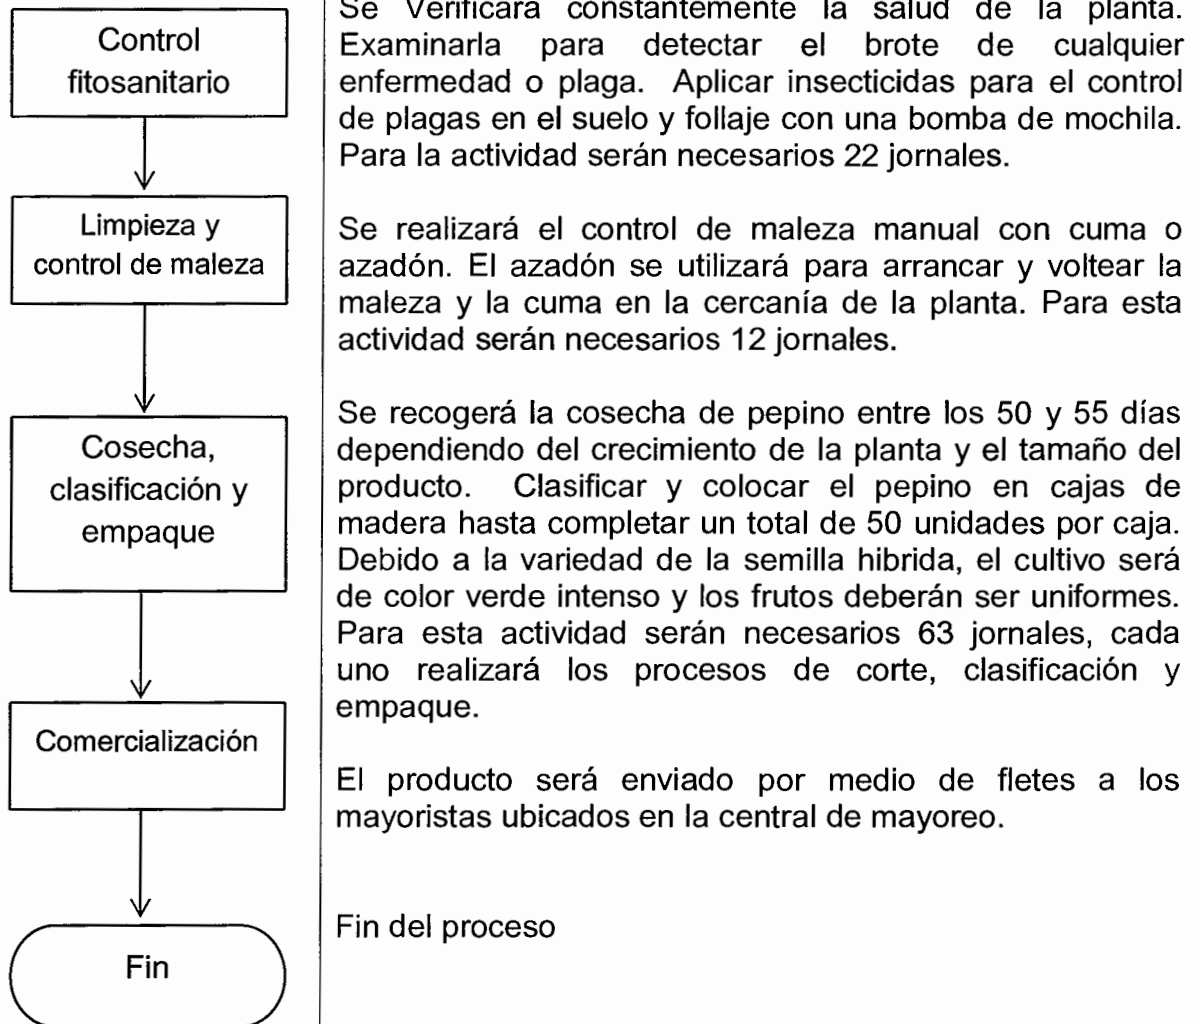 Control
fitosanitario
Se Verificará constantemente la salud de la planta.
Examinarla para detectar el brote de cualquier
enfermedad o plaga. Aplicar insecticidas para el control
de plagas en el suelo y follaje con una bomba de mochila.
Para la actividad serán necesarios 22 jornales.
Limpieza y
control de maleza
Se realizará el control de maleza manual con cuma o
azadón. El azadón se utilizará para arrancar y voltear la
maleza y la cuma en la cercanía de la planta. Para esta
actividad serán necesarios 12 jornales.
Cosecha,
clasificación y
empaque
Se recogerá la cosecha de pepino entre los 50 y 55 días
dependiendo del crecimiento de la planta y el tamaño del
producto. Clasificar y colocar el pepino en cajas de
madera hasta completar un total de 50 unidades por caja.
Debido a la variedad de la semilla hibrida, el cultivo será
de color verde intenso y los frutos deberán ser uniformes.
Para esta actividad serán necesarios 63 jornales, cada
uno realizará los procesos de corte, clasificación y
empaque.
Comercialización
El producto será enviado por medio de fletes a los
mayoristas ubicados en la central de mayoreo.
Fin
Fin del proceso